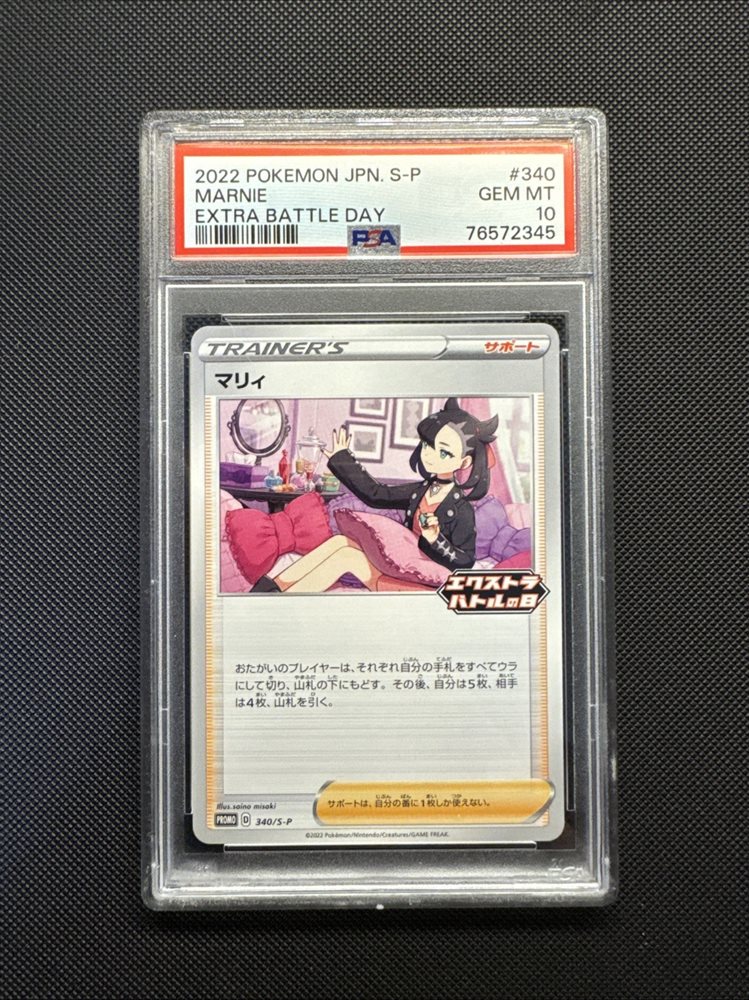 2022 POKEMON JPN. S-P #340
MARNIE GEM MT
EXTRA BATTLE DAY 10
PSA 76572345
TRAINER'S サポート
マリィ
エクストラ
バトルの日
おたがいのプレイヤーは、それぞれ自分の手札をすべてウラ
にして切り、山札の下にもどす。その後、自分は5枚、相手
は4枚、山札を引く。
サポートは、自分の番に1枚しか使えない。
Illus.saino misaki
PROMO D 340/S-P
©2022 Pokémon/Nintendo/Creatures/GAME FREAK.